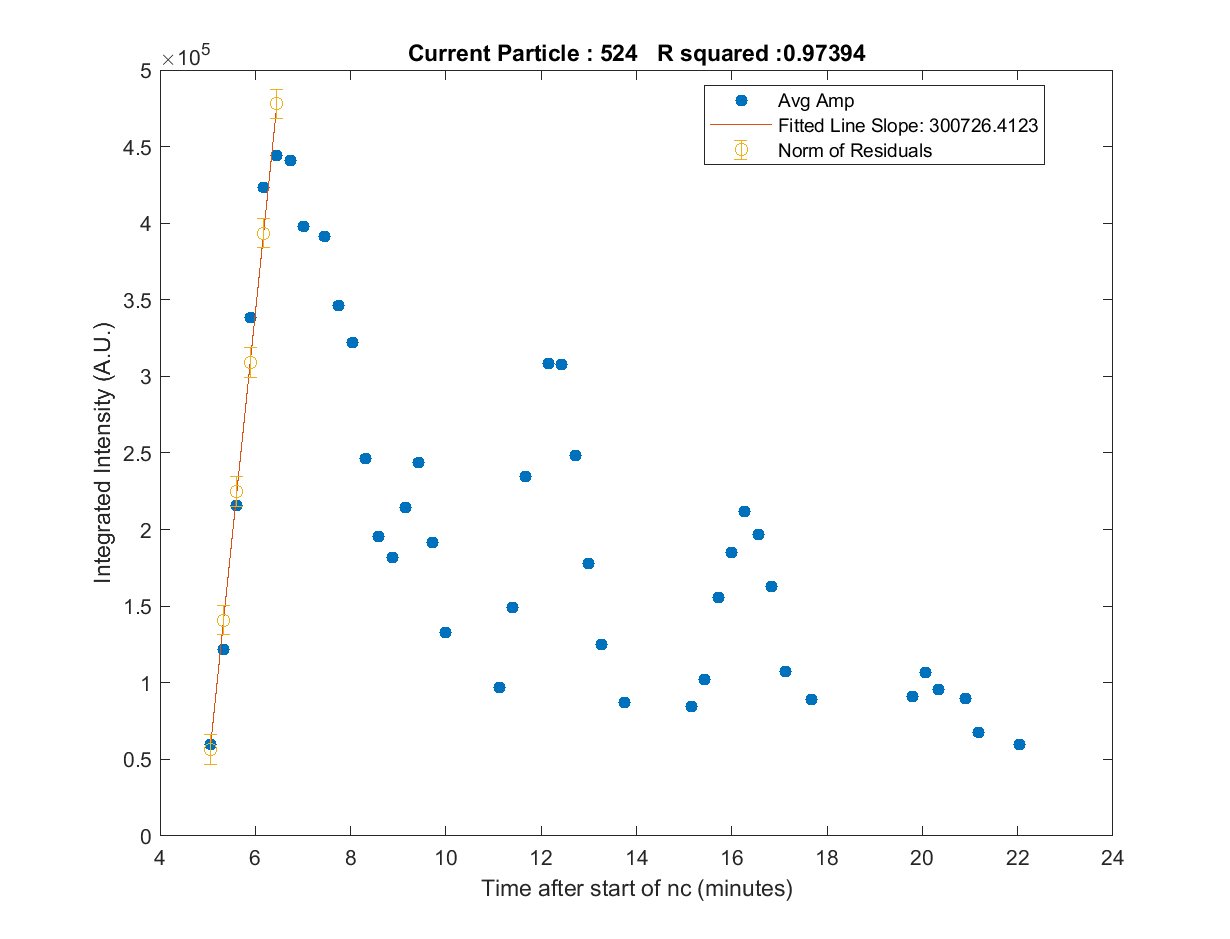 Current Particle : 524 R squared :0.97394
×10^5
5
4.5
4
3.5
3
2.5
2
1.5
1
0.5
0
Integrated Intensity (A.U.)
Avg Amp
Fitted Line Slope: 300726.4123
Norm of Residuals
4 6 8 10 12 14 16 18 20 22 24
Time after start of nc (minutes)